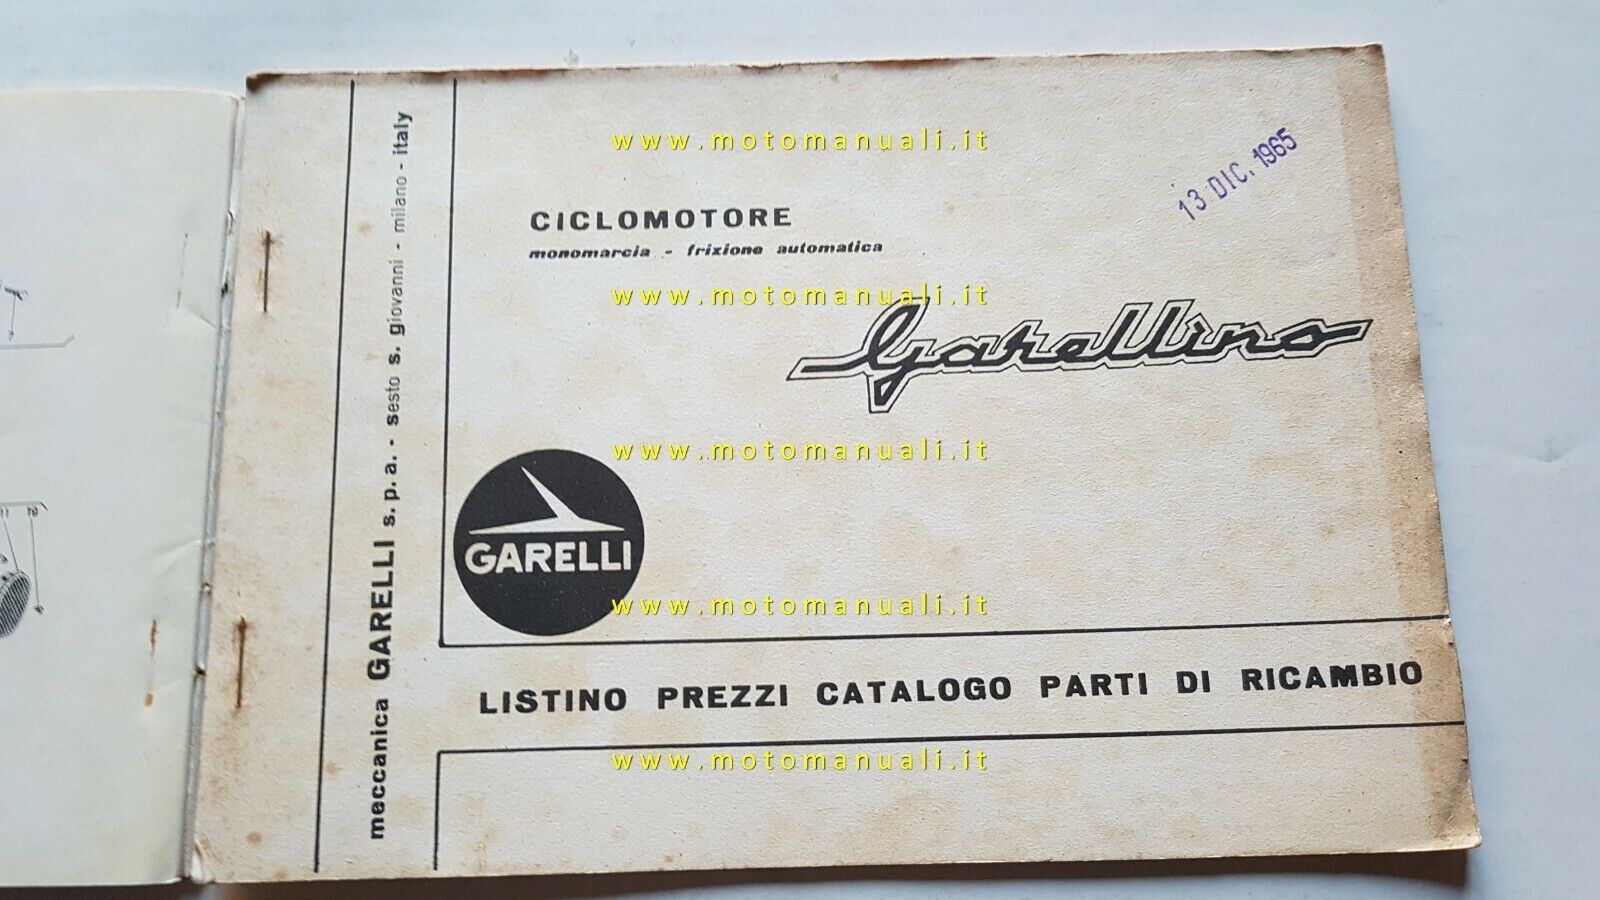 meccanica GARELLI s.p.a. - sesto s. giovanni - milano - italy
www.motomanuali.it
13 DIC. 1965
CICLOMOTORE
monomarcia - frizione automatica
www.motomanuali.it
Garellino
www.motomanuali.it
GARELLI
www.motomanuali.it
LISTINO PREZZI CATALOGO PARTI DI RICAMBIO
www.motomanuali.it